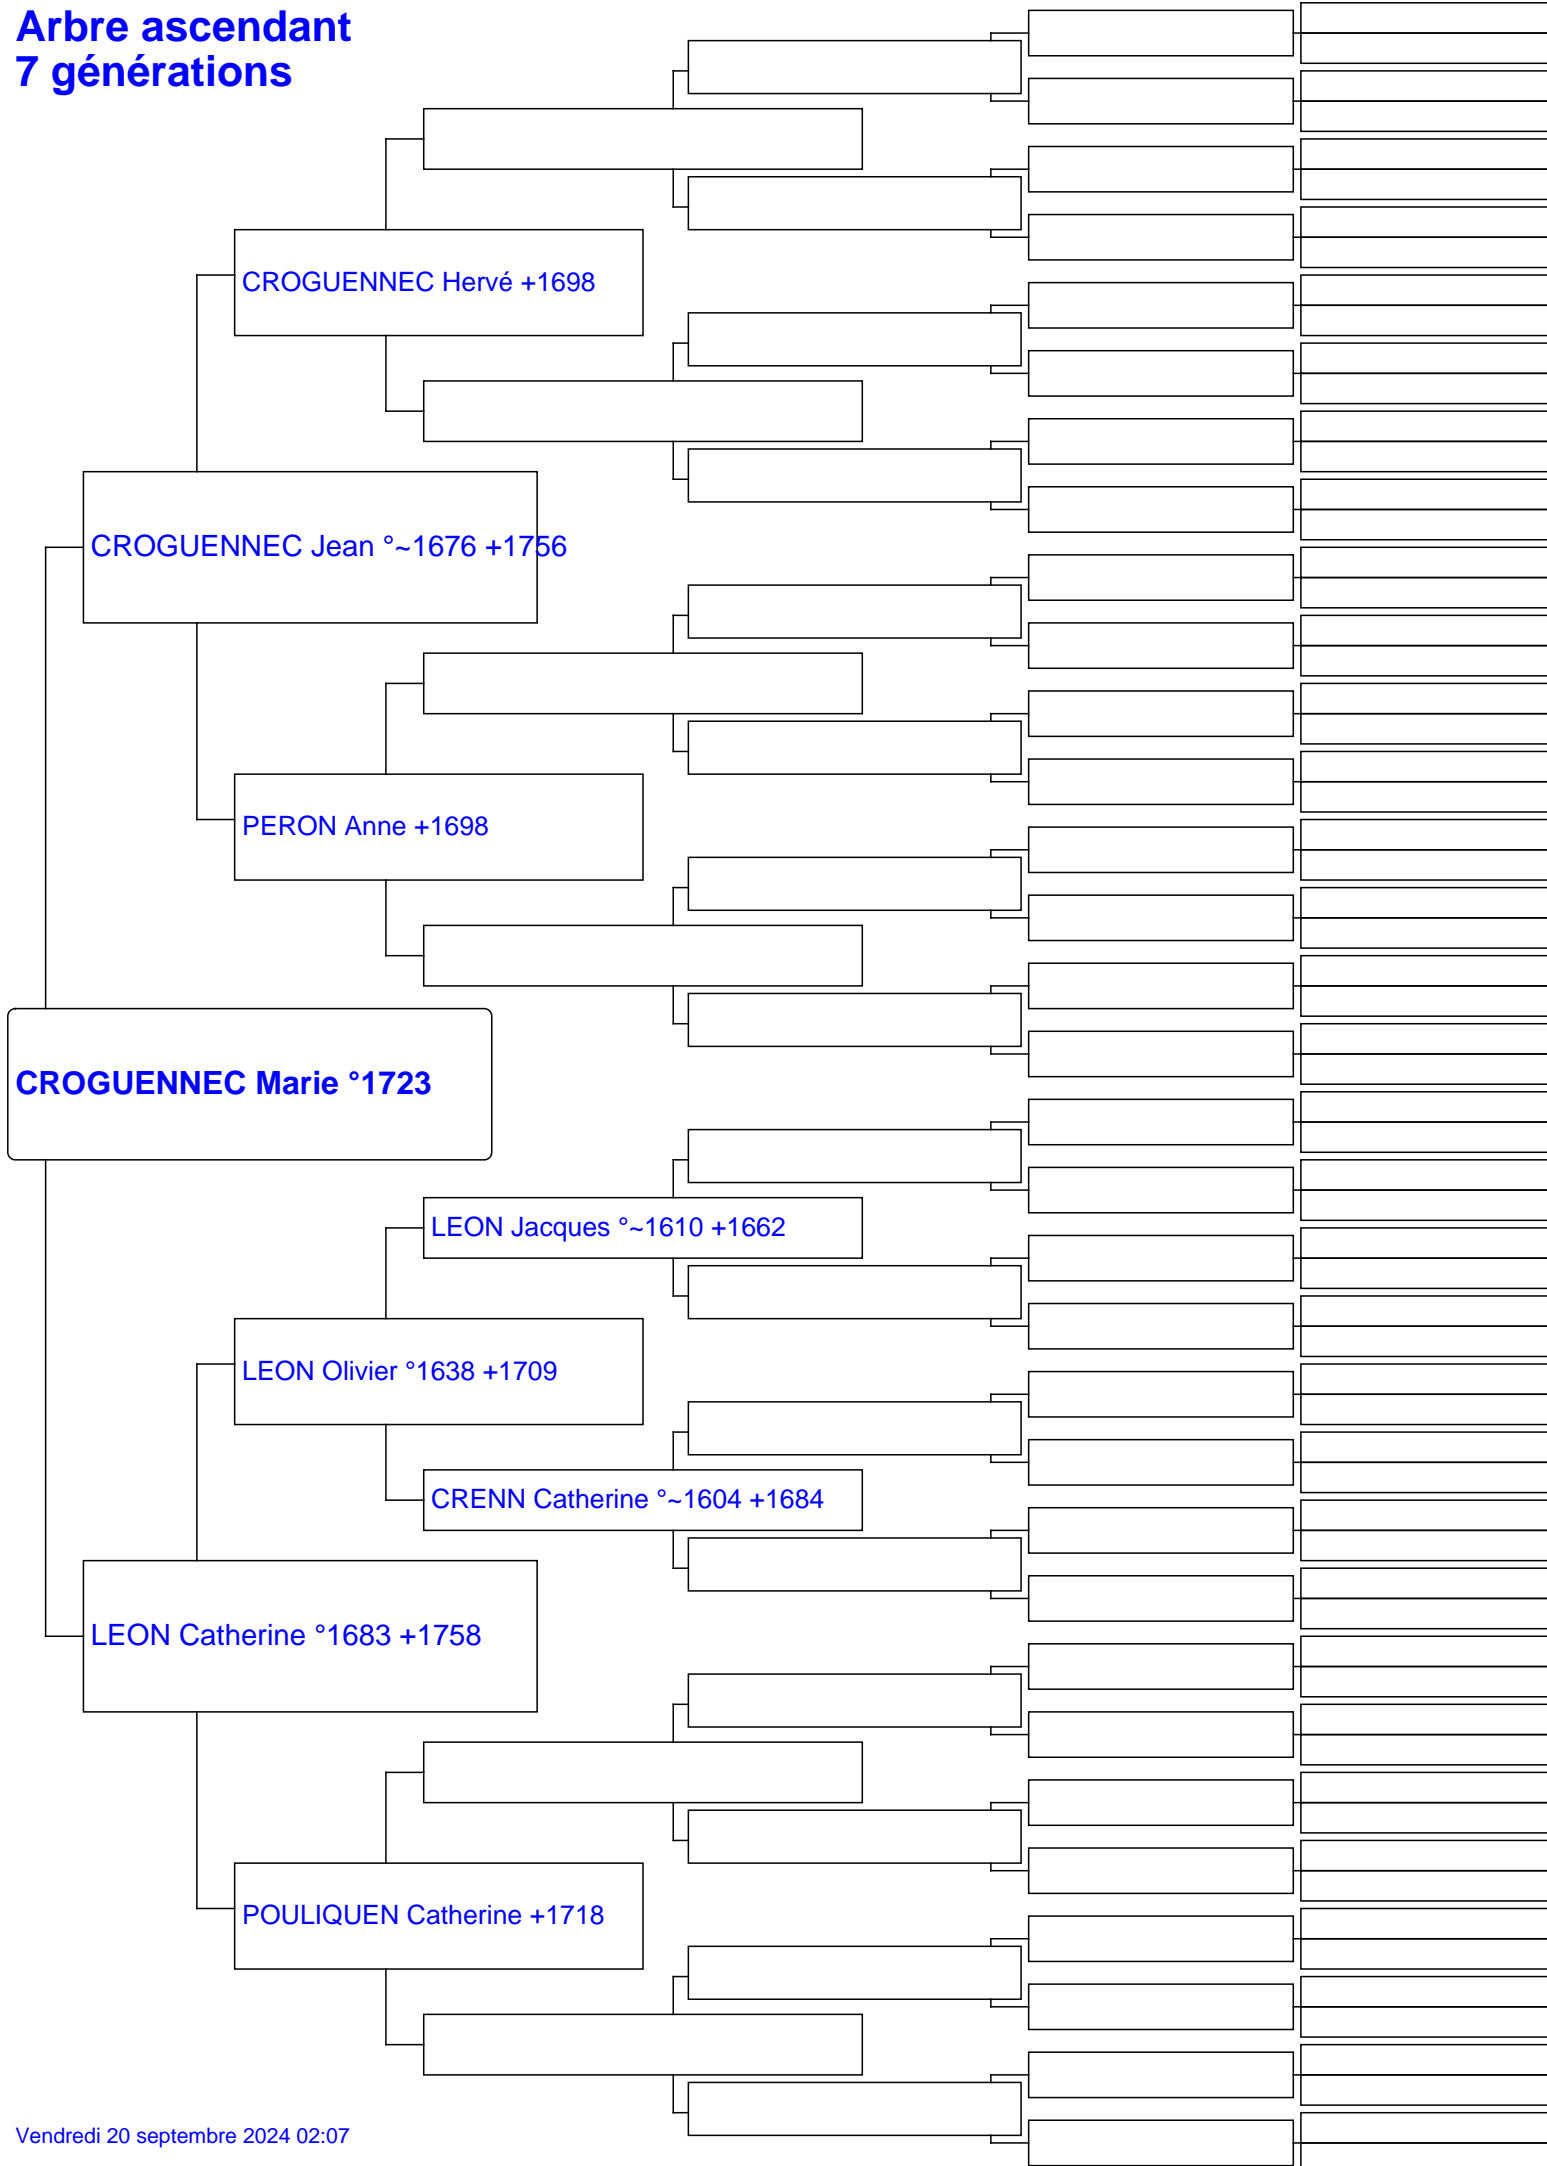 Arbre ascendant
7 générations
CROGUENNEC Hervé +1698
CROGUENNEC Jean °~1676 +1756
PERON Anne +1698
CROGUENNEC Marie °1723
LEON Jacques °~1610 +1662
LEON Olivier °1638 +1709
CRENN Catherine °~1604 +1684
LEON Catherine °1683 +1758
POULIQUEN Catherine +1718
Vendredi 20 septembre 2024 02:07